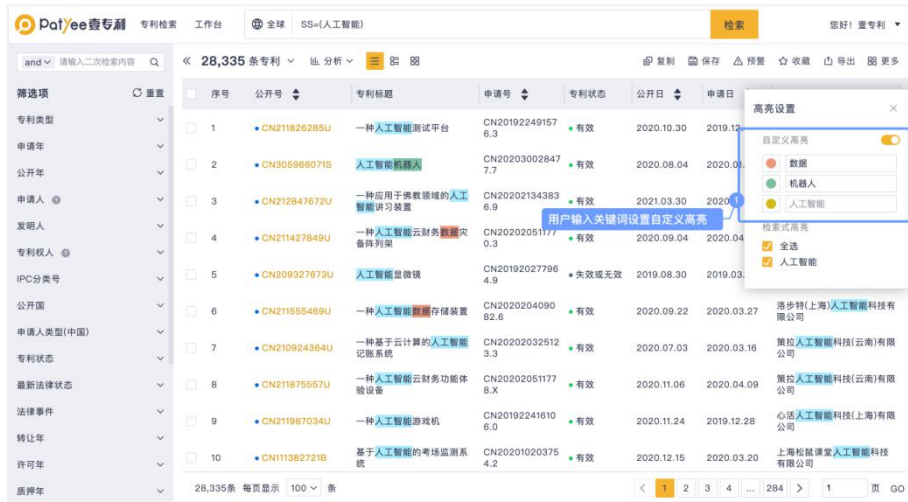 Patyee壹专利 专利检索 工作台 全球 SS=(人工智能) 检索 您好！壹专利
and 请输入二次检索内容
28,335 条专利 分析 复制 保存 预警 收藏 导出 更多
筛选项 重置
专利类型
申请年
公开年
申请人
发明人
专利权人
IPC分类号
公开国
申请人类型(中国)
专利状态
最新法律状态
法律事件
转让年
许可年
质押年
序号 公开号 专利标题 申请号 专利状态 公开日 申请日
1 CN211826285U 一种人工智能测试平台 CN201922491576.3 有效 2020.10.30 2019.12.
2 CN305966071S 人工智能机器人 CN202030028477.7 有效 2020.08.04
3 CN212847672U 一种应用于佛教领域的人工
智能讲习装置 CN202021343836.9 有效 2021.03.30
4 CN211427849U 一种人工智能云财务数据灾
备阵列架 CN202020511770.3 有效 2020.09.04 2020.04
5 CN209327673U 人工智能显微镜 CN201920277964.9 失效或无效 2019.08.30 2019.03.
6 CN211555469U 一种人工智能数据存储装置 CN202020409082.6 有效 2020.09.22 2020.03.27 洛步特(上海)人工智能科技有
限公司
7 CN210924364U 一种基于云计算的人工智能
记账系统 CN202020325123.3 有效 2020.07.03 2020.03.16 策拉人工智能科技(云南)有限
公司
8 CN211875557U 一种人工智能云财务功能体
验设备 CN202020511778.X 有效 2020.11.06 2020.04.09 策拉人工智能科技(云南)有限
公司
9 CN211987034U 一种人工智能游戏机 CN201922416106.0 有效 2020.11.24 2019.12.28 心活人工智能科技(上海)有限
公司
10 CN111382721B 基于人工智能的考场监测系
统 CN202010203754.2 有效 2020.12.15 2020.03.20 上海松鼠课堂人工智能科技
有限公司
高亮设置
自定义高亮
数据
机器人
人工智能
1
用户输入关键词设置自定义高亮
检索式高亮
全选
人工智能
28,335条 每页显示 100 条
1 2 3 4 ... 284 1 页 GO